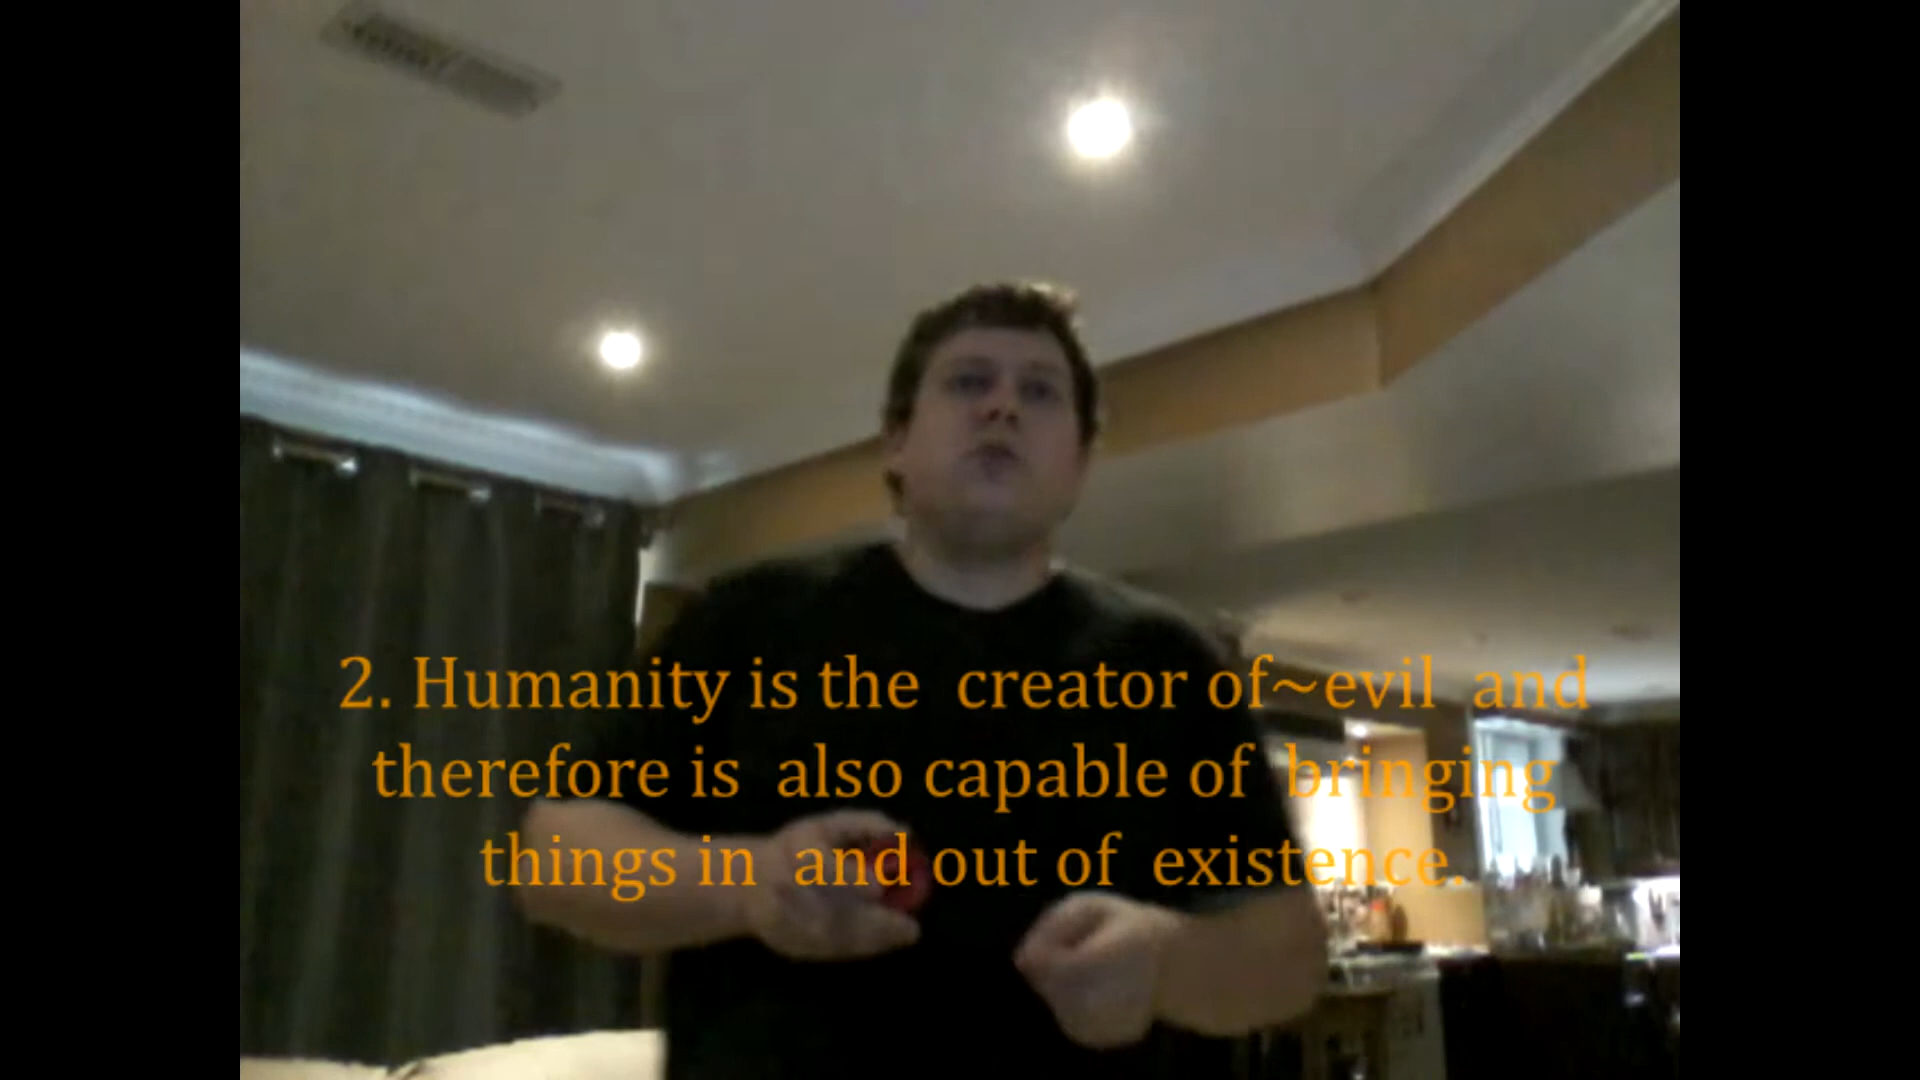 2. Humanity is the creator of~evil and
therefore is also capable of bringing
things in and out of existence.